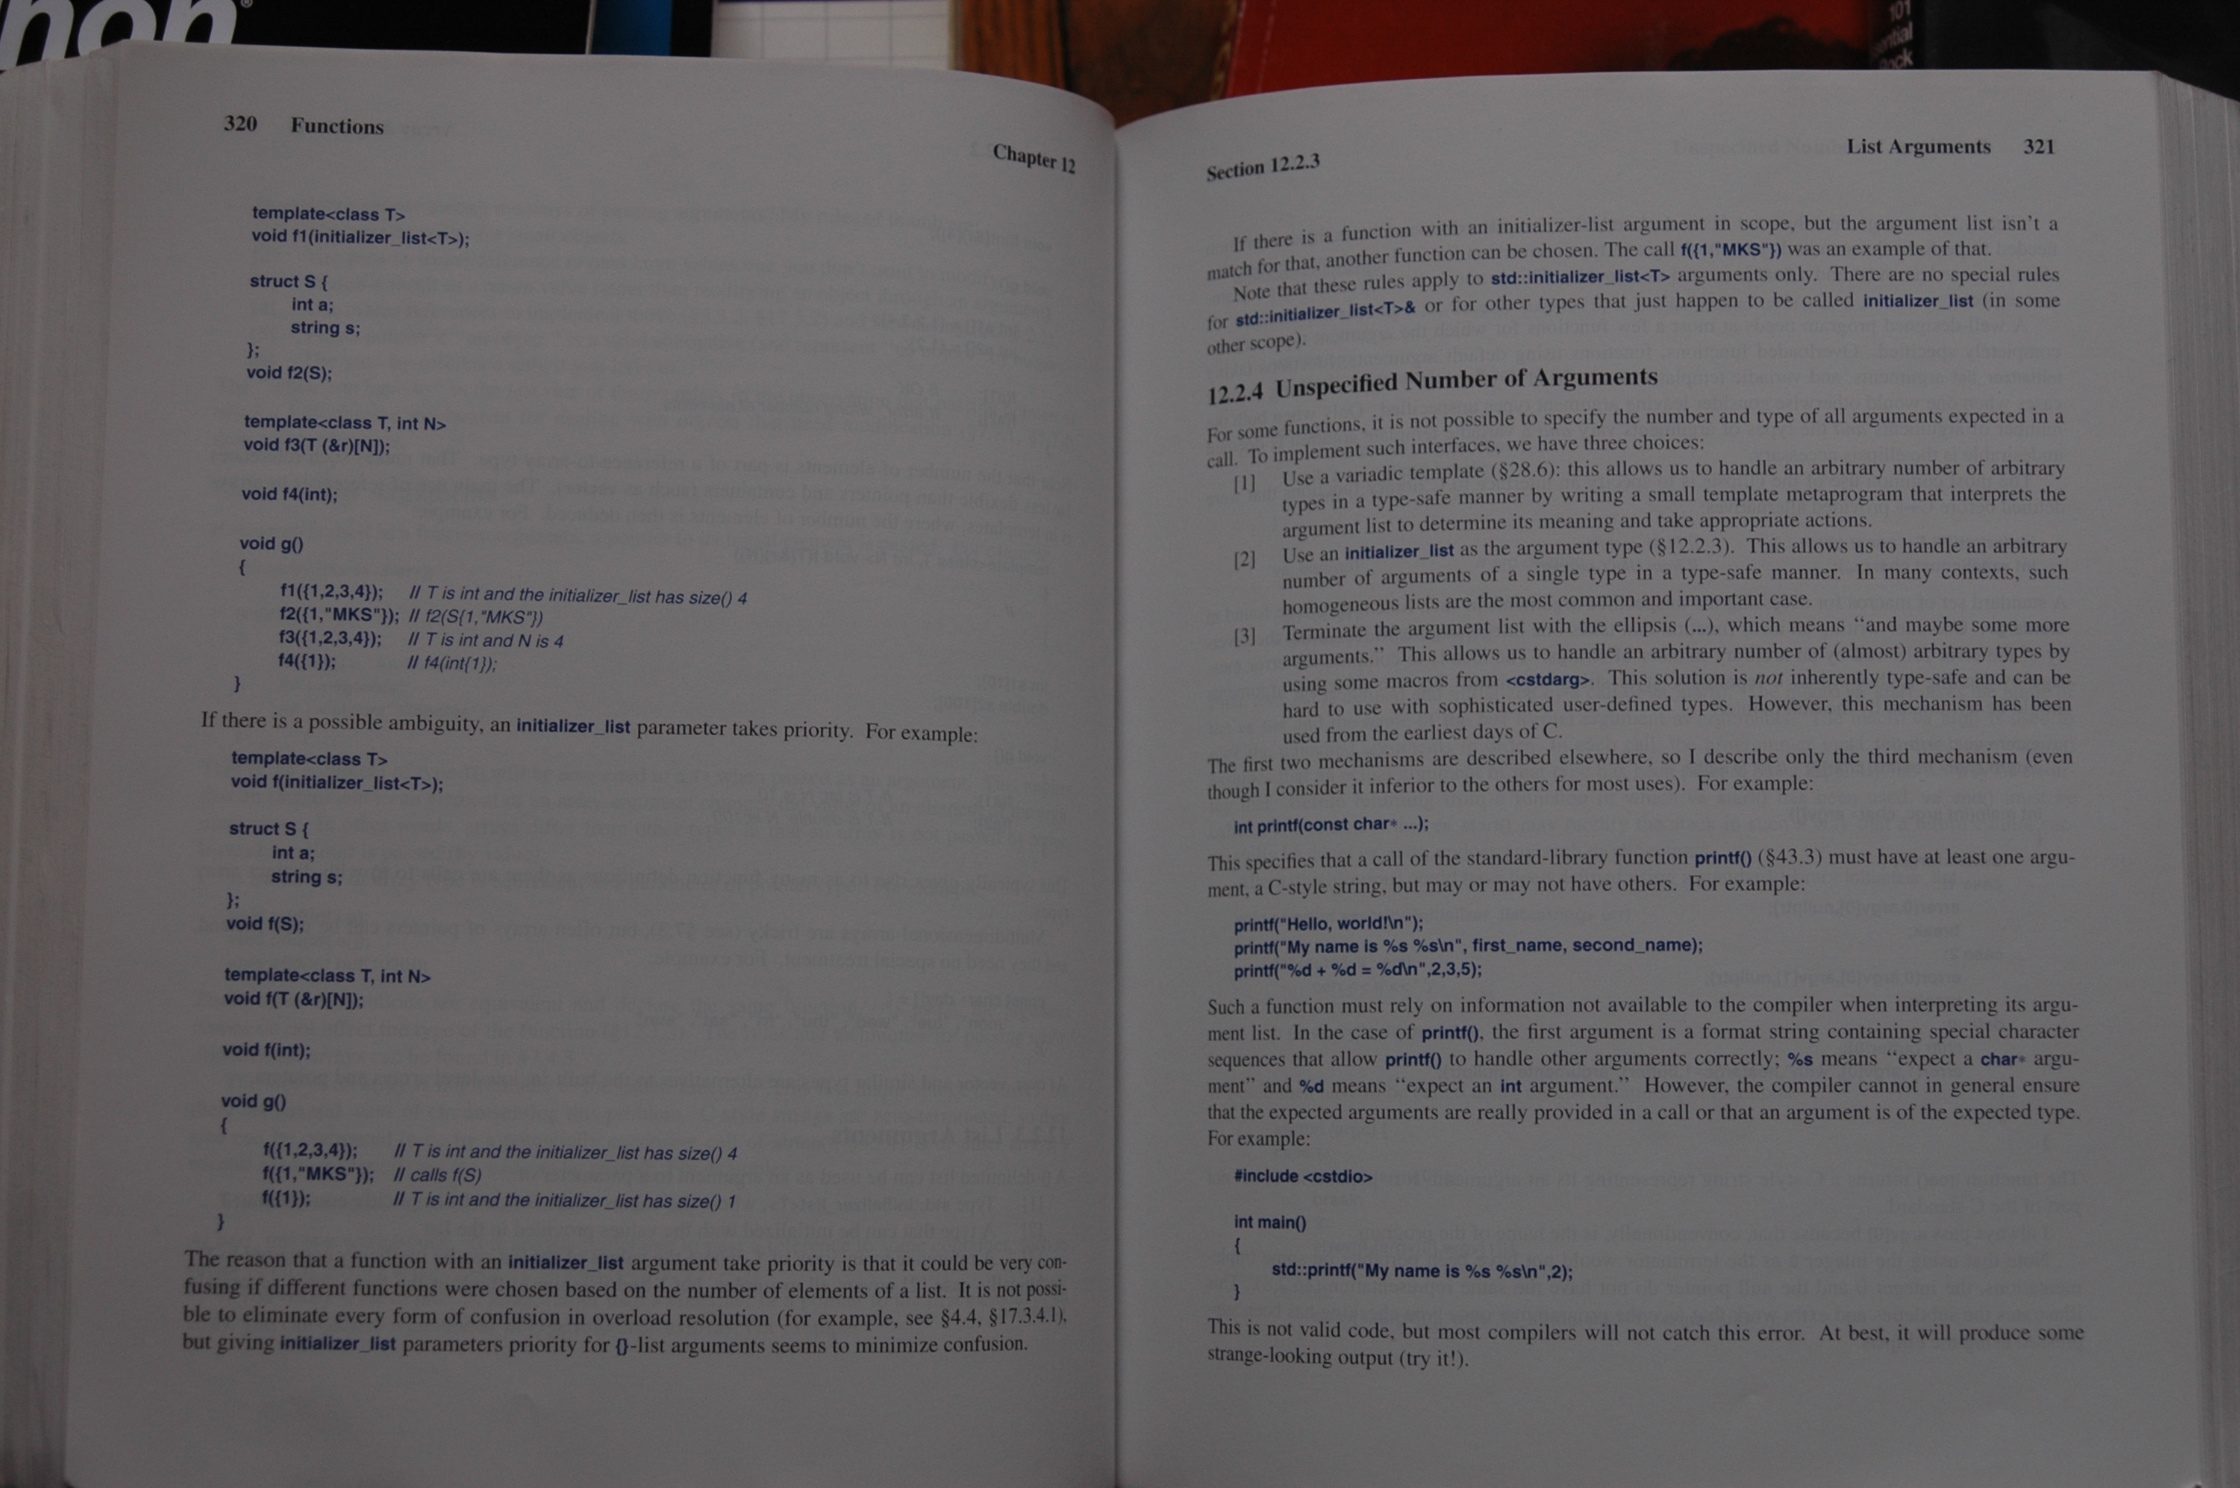 non®
101
ential
ock
320 Functions
Chapter 12
template<class T>
void f1(initializer_list<T>);
struct S {
int a;
string s;
};
void f2(S);
template<class T, int N>
void f3(T (&r)[N]);
void f4(int);
void g()
{
f1({1,2,3,4}); // T is int and the initializer_list has size() 4
f2({1,"MKS"}); // f2(S{1,"MKS"})
f3({1,2,3,4}); // T is int and N is 4
f4({1}); // f4(int{1});
}
If there is a possible ambiguity, an initializer_list parameter takes priority. For example:
template<class T>
void f(initializer_list<T>);
struct S {
int a;
string s;
};
void f(S);
template<class T, int N>
void f(T (&r)[N]);
void f(int);
void g()
{
f({1,2,3,4}); // T is int and the initializer_list has size() 4
f({1,"MKS"}); // calls f(S)
f({1}); // T is int and the initializer_list has size() 1
}
The reason that a function with an initializer_list argument take priority is that it could be very con-
fusing if different functions were chosen based on the number of elements of a list. It is not possi-
ble to eliminate every form of confusion in overload resolution (for example, see §4.4, §17.3.4.1),
but giving initializer_list parameters priority for {}-list arguments seems to minimize confusion.
Section 12.2.3
List Arguments 321
If there is a function with an initializer-list argument in scope, but the argument list isn't a
match for that, another function can be chosen. The call f({1,"MKS"}) was an example of that.
Note that these rules apply to std::initializer_list<T> arguments only. There are no special rules
for std::initializer_list<T>& or for other types that just happen to be called initializer_list (in some
other scope).
12.2.4 Unspecified Number of Arguments
For some functions, it is not possible to specify the number and type of all arguments expected in a
call. To implement such interfaces, we have three choices:
[1] Use a variadic template (§28.6): this allows us to handle an arbitrary number of arbitrary
types in a type-safe manner by writing a small template metaprogram that interprets the
argument list to determine its meaning and take appropriate actions.
[2] Use an initializer_list as the argument type (§12.2.3). This allows us to handle an arbitrary
number of arguments of a single type in a type-safe manner. In many contexts, such
homogeneous lists are the most common and important case.
[3] Terminate the argument list with the ellipsis (...), which means “and maybe some more
arguments.” This allows us to handle an arbitrary number of (almost) arbitrary types by
using some macros from <cstdarg>. This solution is not inherently type-safe and can be
hard to use with sophisticated user-defined types. However, this mechanism has been
used from the earliest days of C.
The first two mechanisms are described elsewhere, so I describe only the third mechanism (even
though I consider it inferior to the others for most uses). For example:
int printf(const char* ...);
This specifies that a call of the standard-library function printf() (§43.3) must have at least one argu-
ment, a C-style string, but may or may not have others. For example:
printf("Hello, world!\n");
printf("My name is %s %s\n", first_name, second_name);
printf("%d + %d = %d\n",2,3,5);
Such a function must rely on information not available to the compiler when interpreting its argu-
ment list. In the case of printf(), the first argument is a format string containing special character
sequences that allow printf() to handle other arguments correctly; %s means “expect a char* argu-
ment” and %d means “expect an int argument.” However, the compiler cannot in general ensure
that the expected arguments are really provided in a call or that an argument is of the expected type.
For example:
#include <cstdio>
int main()
{
std::printf("My name is %s %s\n",2);
}
This is not valid code, but most compilers will not catch this error. At best, it will produce some
strange-looking output (try it!).